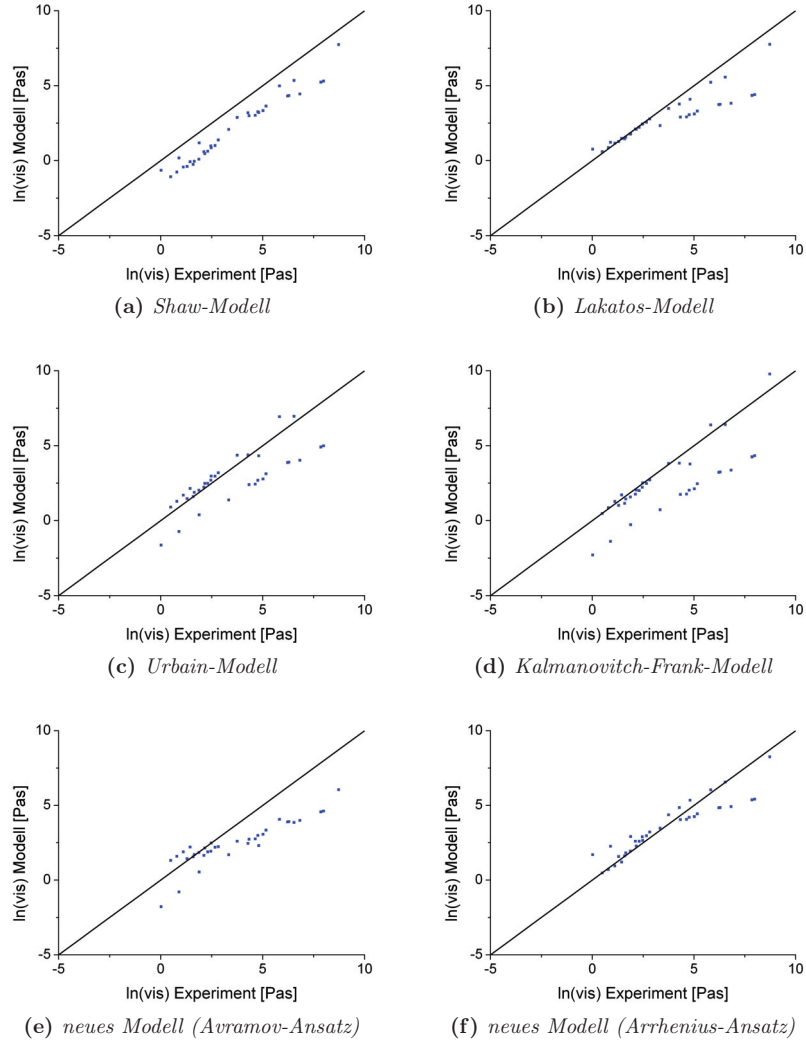 10
5
0
-5
ln(vis) Modell [Pas]
-5 0 5 10
ln(vis) Experiment [Pas]
(a) Shaw-Modell
10
5
0
-5
ln(vis) Modell [Pas]
-5 0 5 10
ln(vis) Experiment [Pas]
(b) Lakatos-Modell
10
5
0
-5
ln(vis) Modell [Pas]
-5 0 5 10
ln(vis) Experiment [Pas]
(c) Urbain-Modell
10
5
0
-5
ln(vis) Modell [Pas]
-5 0 5 10
ln(vis) Experiment [Pas]
(d) Kalmanovitch-Frank-Modell
10
5
0
-5
ln(vis) Modell [Pas]
-5 0 5 10
ln(vis) Experiment [Pas]
(e) neues Modell (Avramov-Ansatz)
10
5
0
-5
ln(vis) Modell [Pas]
-5 0 5 10
ln(vis) Experiment [Pas]
(f) neues Modell (Arrhenius-Ansatz)